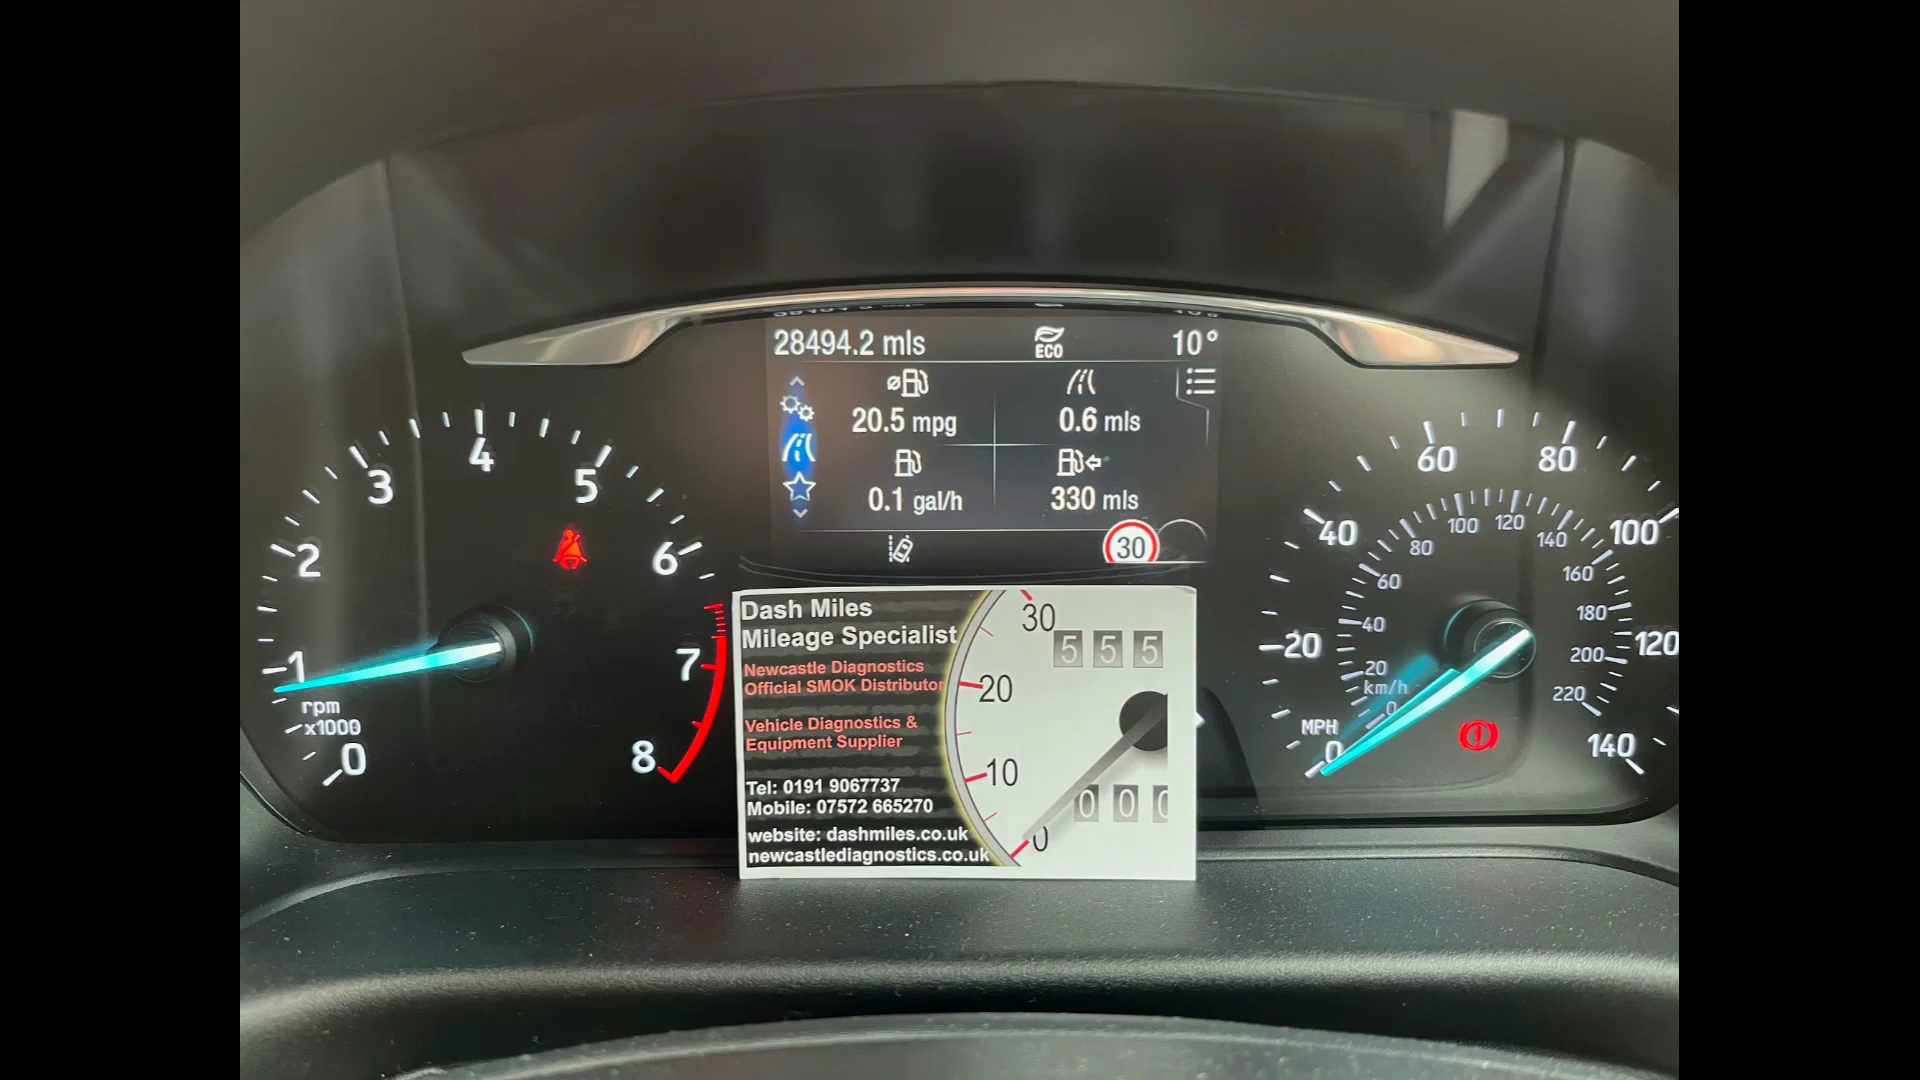 28494.2 mls
ECO
10°
20.5 mpg
0.6 mls
0.1 gal/h
330 mls
30
0
1
2
3
4
5
6
7
8
rpm
x1000
0
20
40
60
80
100
120
140
MPH
km/h
0
20
40
60
80
100
120
140
160
180
200
220
Dash Miles
Mileage Specialist
Newcastle Diagnostics
Official SMOK Distributor
Vehicle Diagnostics &
Equipment Supplier
Tel: 0191 9067737
Mobile: 07572 665270
website: dashmiles.co.uk
newcastlediagnostics.co.uk
30
20
10
0
5 5 5
0 0 0